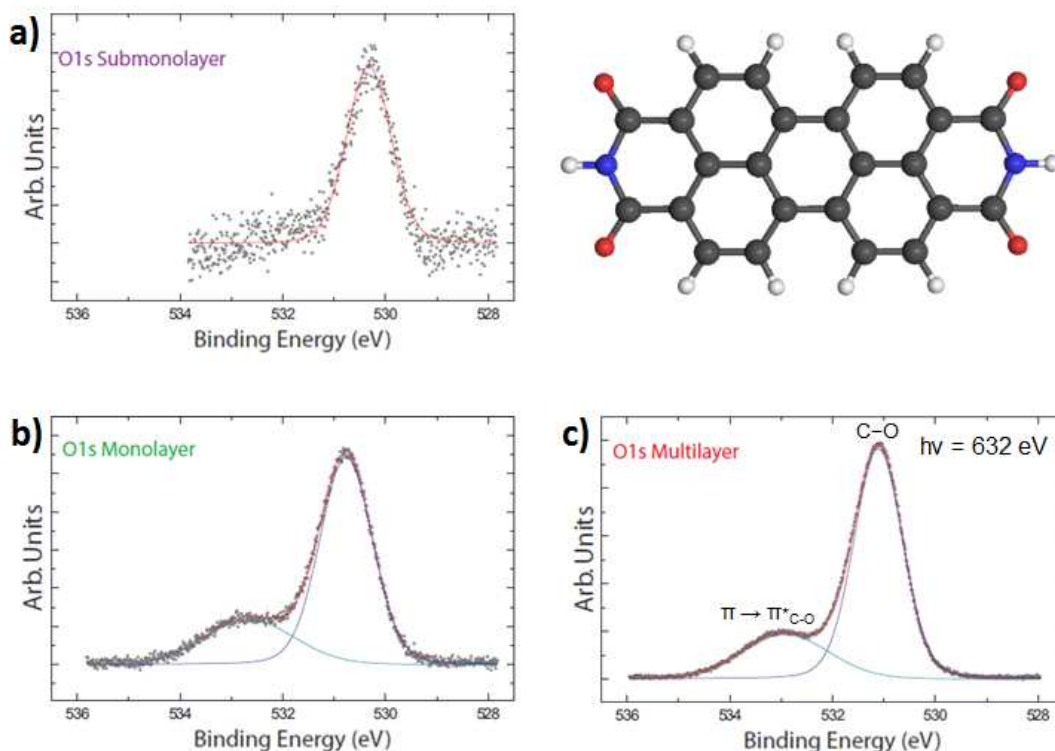 a)
O1s Submonolayer
Arb. Units
536 534 532 530 528
Binding Energy (eV)
b)
O1s Monolayer
Arb. Units
536 534 532 530 528
Binding Energy (eV)
c)
O1s Multilayer
C−O
hν = 632 eV
π → π*C-O
Arb. Units
536 534 532 530 528
Binding Energy (eV)